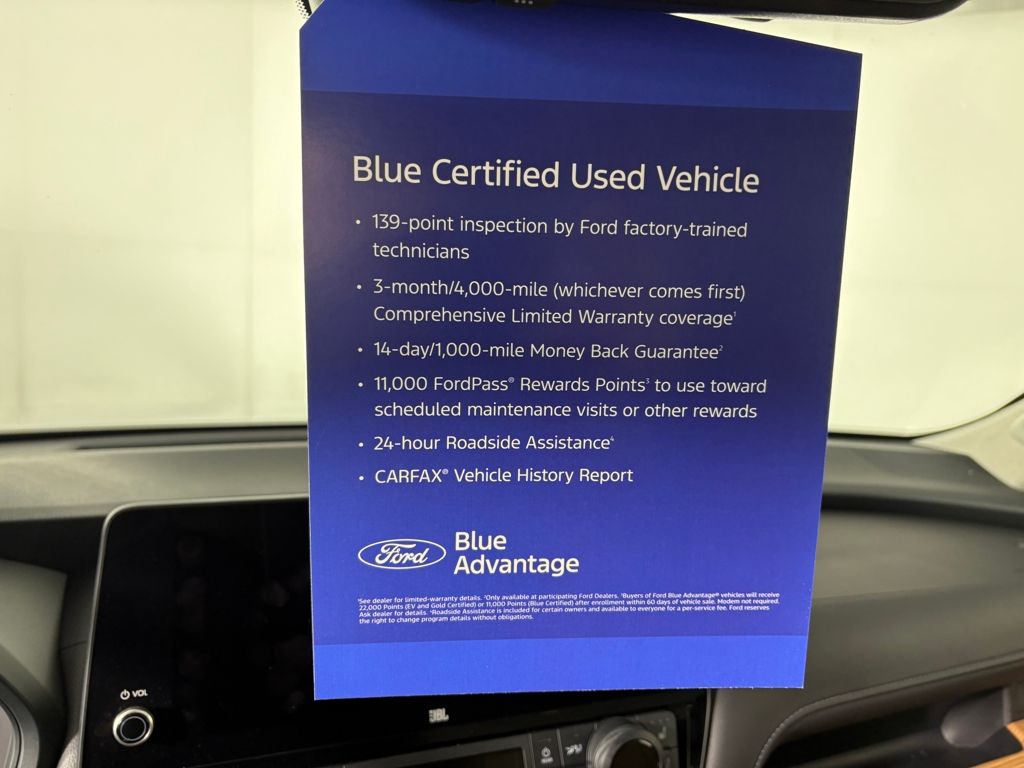 Blue Certified Used Vehicle
• 139-point inspection by Ford factory-trained
technicians
• 3-month/4,000-mile (whichever comes first)
Comprehensive Limited Warranty coverage¹
• 14-day/1,000-mile Money Back Guarantee²
• 11,000 FordPass® Rewards Points³ to use toward
scheduled maintenance visits or other rewards
• 24-hour Roadside Assistance⁴
• CARFAX® Vehicle History Report
Ford
Blue
Advantage
¹See dealer for limited-warranty details. ²Only available at participating Ford Dealers. ³Buyers of Ford Blue Advantage® vehicles will receive
22,000 Points (EV and Gold Certified) or 11,000 Points (Blue Certified) after enrollment within 60 days of vehicle sale. Modem not required.
Ask dealer for details. ⁴Roadside Assistance is included for certain owners and available to everyone for a per-service fee. Ford reserves
the right to change program details without obligations.
VOL
JBL